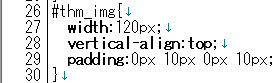 26 #thm_img{↓
27 width:120px;↓
28 vertical-align:top;↓
29 padding:0px 10px 0px 10px;
30 }↓